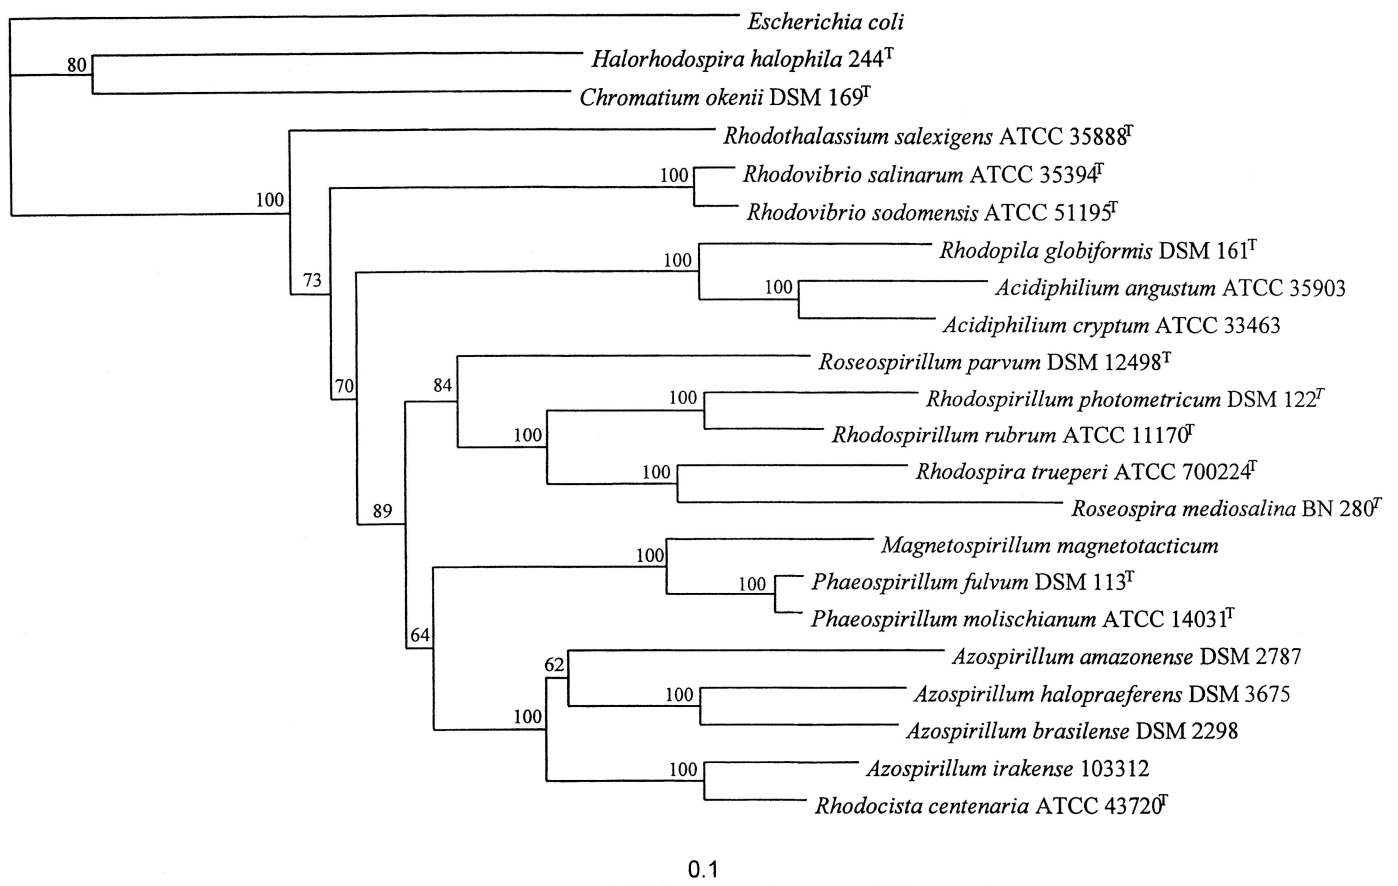 Escherichia coli
Halorhodospira halophila 244T
80
Chromatium okenii DSM 169T
Rhodothalassium salexigens ATCC 35888T
Rhodovibrio salinarum ATCC 35394T
100
100
Rhodovibrio sodomensis ATCC 51195T
Rhodopila globiformis DSM 161T
100
73
100
Acidiphilium angustum ATCC 35903
Acidiphilium cryptum ATCC 33463
Roseospirillum parvum DSM 12498T
70
84
Rhodospirillum photometricum DSM 122T
100
100
Rhodospirillum rubrum ATCC 11170T
Rhodospira trueperi ATCC 700224T
100
Roseospira mediosalina BN 280T
89
Magnetospirillum magnetotacticum
100
Phaeospirillum fulvum DSM 113T
100
Phaeospirillum molischianum ATCC 14031T
64
Azospirillum amazonense DSM 2787
62
Azospirillum halopraeferens DSM 3675
100
100
Azospirillum brasilense DSM 2298
Azospirillum irakense 103312
100
Rhodocista centenaria ATCC 43720T
0.1